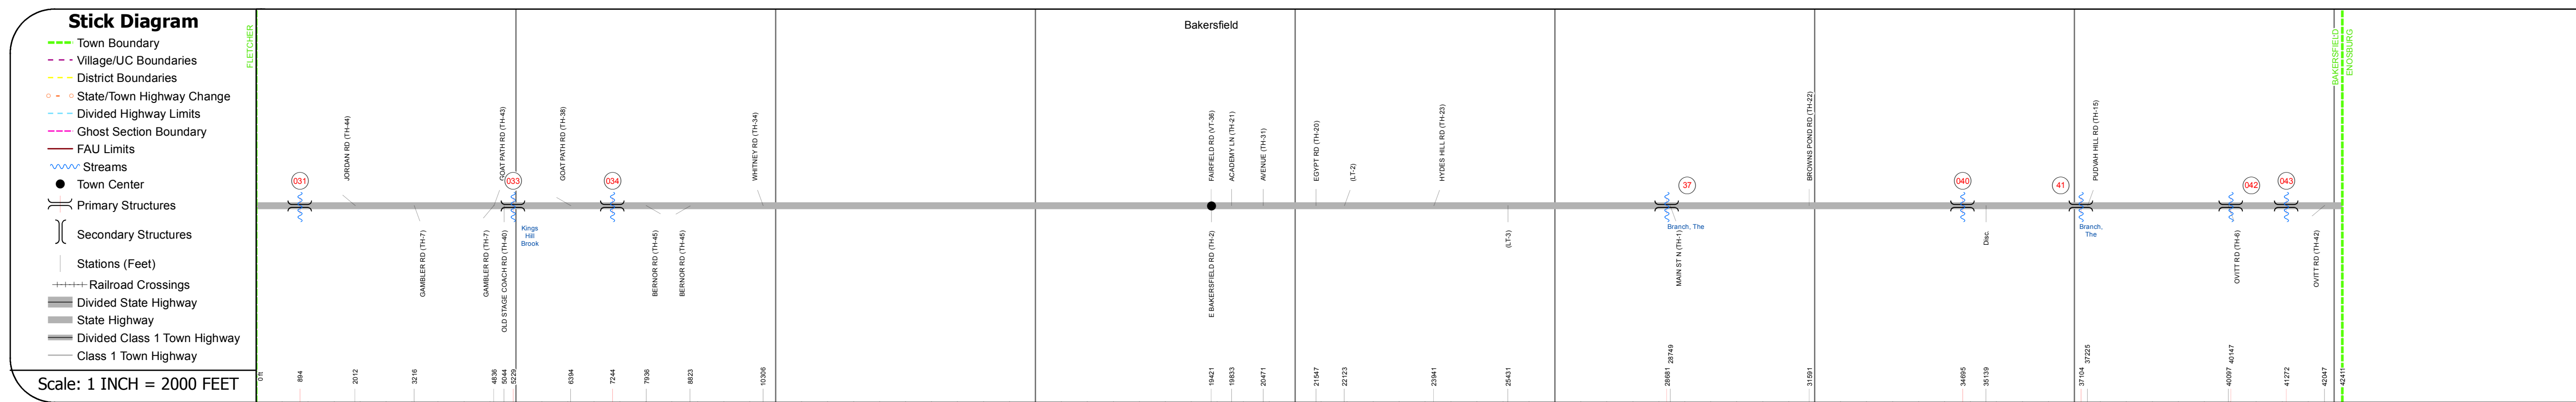 Stick Diagram
Town Boundary
Village/UC Boundaries
District Boundaries
State/Town Highway Change
Divided Highway Limits
Ghost Section Boundary
FAU Limits
Streams
Town Center
Primary Structures
Secondary Structures
Stations (Feet)
Railroad Crossings
Divided State Highway
State Highway
Divided Class 1 Town Highway
Class 1 Town Highway
Scale: 1 INCH = 2000 FEET
FLETCHER
Bakersfield
BAKERSFIELD
ENOSBURG
JORDAN RD (TH-44)
GOAT PATH RD (TH-43)
GOAT PATH RD (TH-38)
WHITNEY RD (TH-34)
FAIRFIELD RD (VT-36)
ACADEMY LN (TH-21)
AVENUE (TH-31)
EGYPT RD (TH-20)
(LT-2)
HYDES HILL RD (TH-23)
BROWNS POND RD (TH-22)
PUDVAH HILL RD (TH-15)
031
033
034
37
040
41
042
043
Kings
Hill
Brook
Branch, The
Branch,
The
GAMBLER RD (TH-7)
GAMBLER RD (TH-7)
OLD STAGE COACH RD (TH-40)
BERNOR RD (TH-45)
BERNOR RD (TH-45)
E BAKERSFIELD RD (TH-2)
(LT-3)
MAIN ST N (TH-1)
Disc.
OVITT RD (TH-6)
OVITT RD (TH-42)
0 ft
894
2012
3216
4836
5044
5229
6394
7244
7936
8823
10306
19421
19833
20471
21547
22123
23941
25431
28681
28749
31591
34695
35139
37104
37225
40097
40147
41272
42047
42411